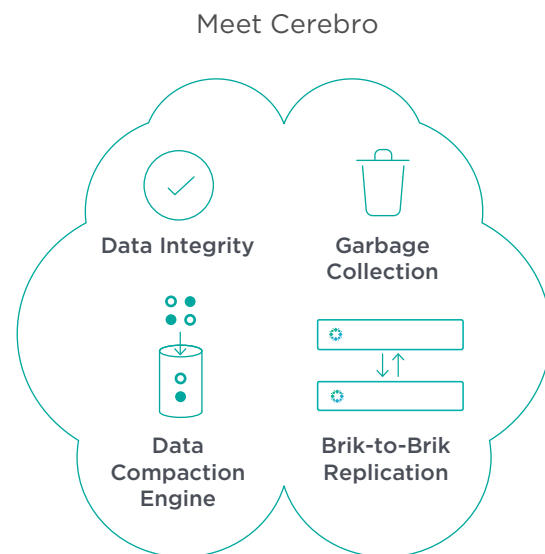 Meet Cerebro
Data Integrity
Garbage
Collection
Data
Compaction
Engine
Brik-to-Brik
Replication